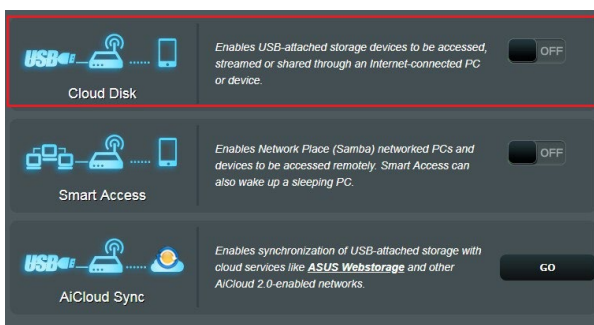 Enables USB-attached storage devices to be accessed,
streamed or shared through an Internet-connected PC
or device.
OFF
USB
Cloud Disk
Enables Network Place (Samba) networked PCs and
devices to be accessed remotely. Smart Access can
also wake up a sleeping PC.
OFF
Smart Access
Enables synchronization of USB-attached storage with
cloud services like ASUS Webstorage and other
AiCloud 2.0-enabled networks.
GO
USB
AiCloud Sync